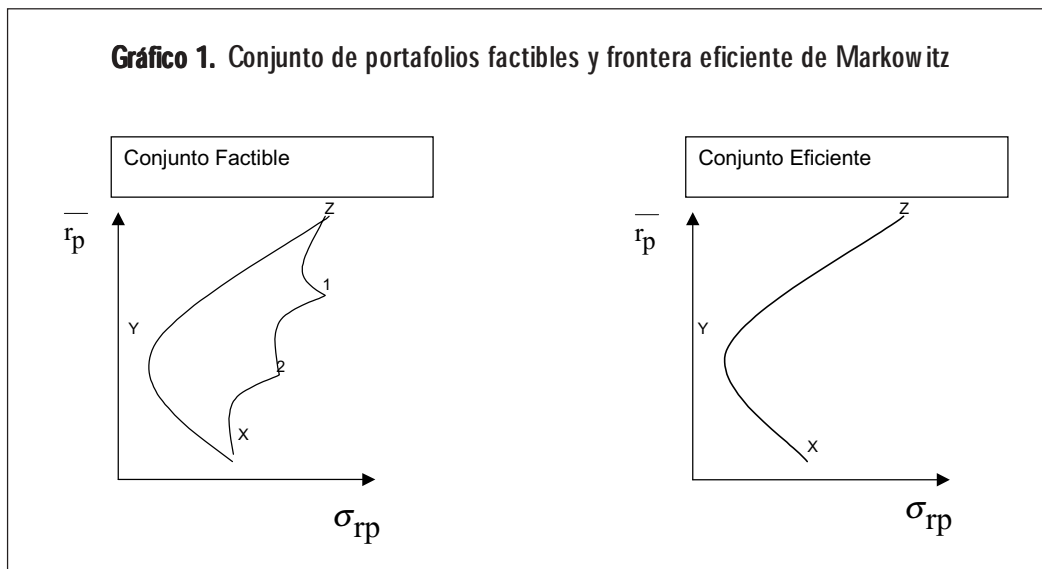 Gráfico 1. Conjunto de portafolios factibles y frontera eficiente de Markowitz
Conjunto Factible
r̅p
Z
1
Y
2
X
σrp
Conjunto Eficiente
r̅p
Z
Y
X
σrp